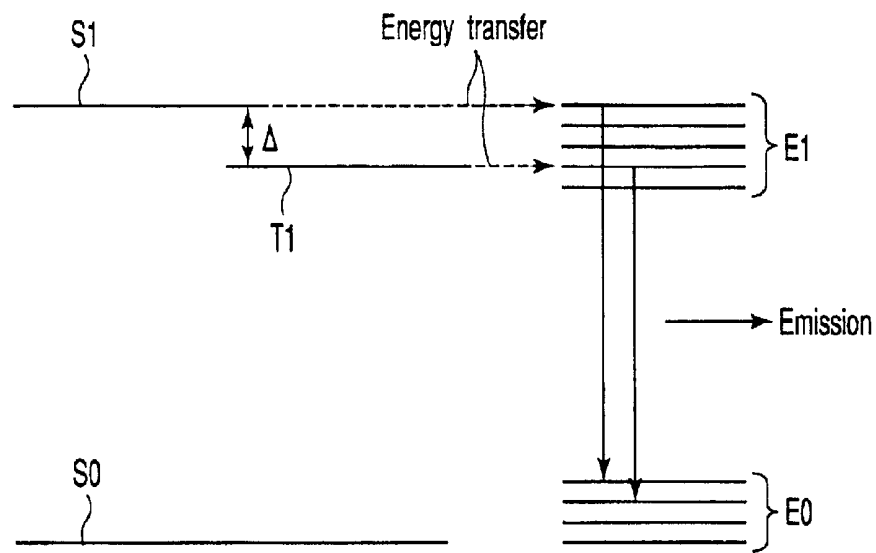 S1
Energy transfer
Δ
E1
T1
Emission
S0
E0